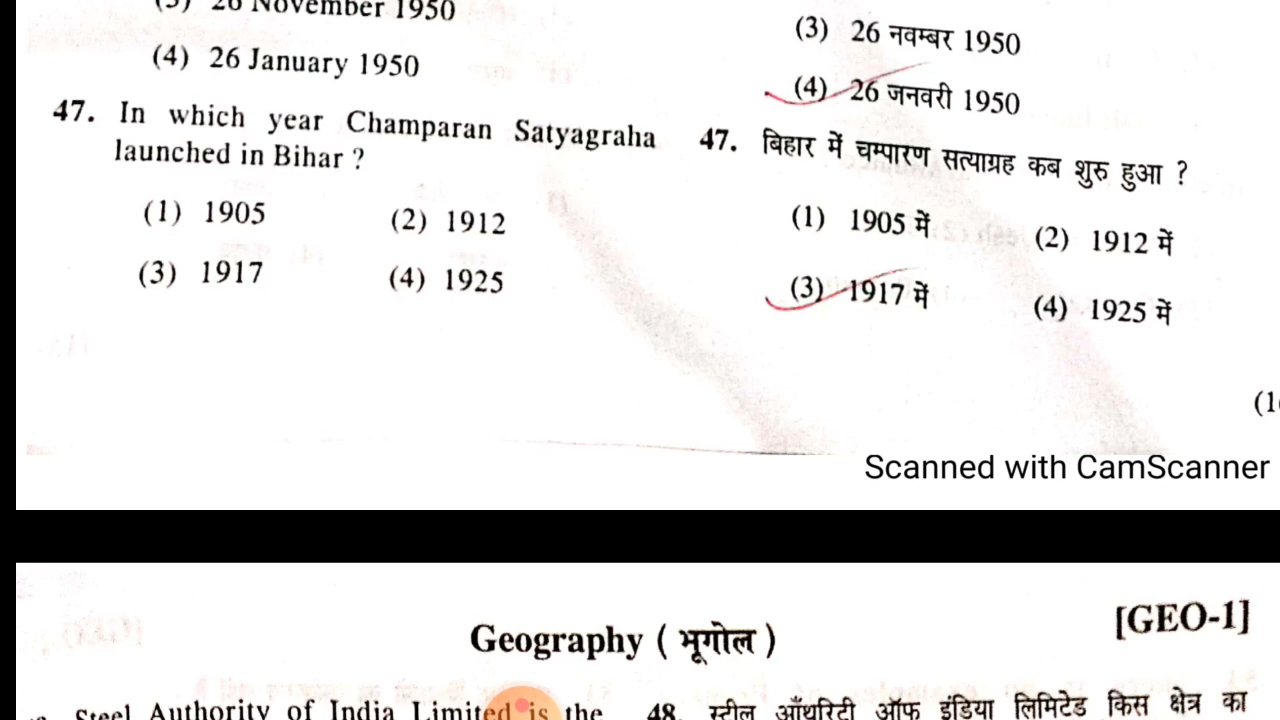 26 November 1950
(4) 26 January 1950
47. In which year Champaran Satyagraha
launched in Bihar ?
(1) 1905 (2) 1912
(3) 1917 (4) 1925
(3) 26 नवम्बर 1950
(4) 26 जनवरी 1950
47. बिहार में चम्पारण सत्याग्रह कब शुरु हुआ ?
(1) 1905 में (2) 1912 में
(3) 1917 में (4) 1925 में
Scanned with CamScanner
[GEO-1]
Geography ( भूगोल )
Steel Authority of India Limited is the
48. स्टील ऑथरिटी ऑफ इंडिया लिमिटेड किस क्षेत्र का